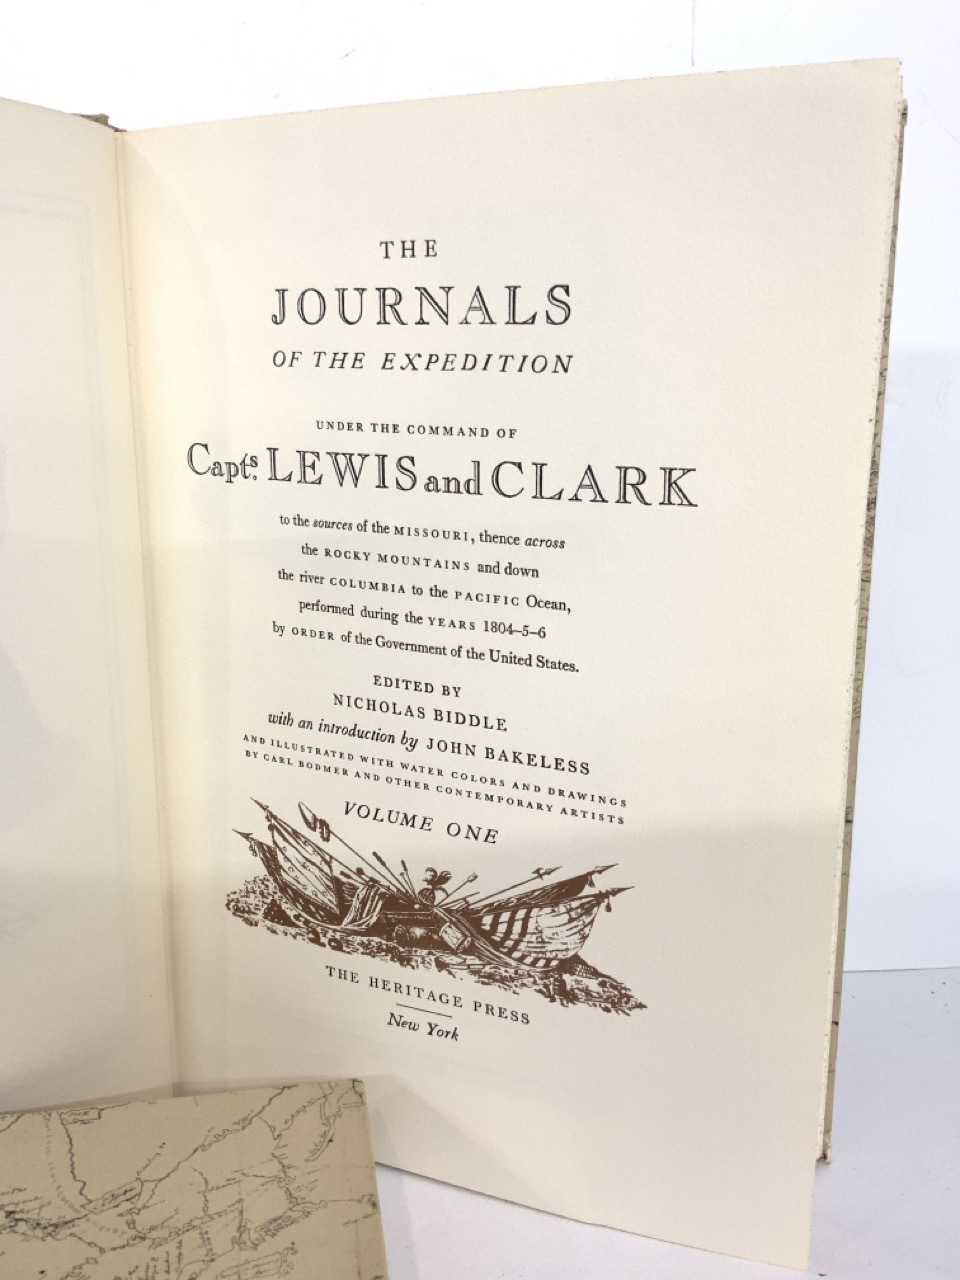 THE
JOURNALS
OF THE EXPEDITION
UNDER THE COMMAND OF
Capts. LEWIS and CLARK
to the sources of the MISSOURI, thence across
the ROCKY MOUNTAINS and down
the river COLUMBIA to the PACIFIC Ocean,
performed during the YEARS 1804–5–6
by ORDER of the Government of the United States.
EDITED BY
NICHOLAS BIDDLE
with an introduction by JOHN BAKELESS
AND ILLUSTRATED WITH WATER COLORS AND DRAWINGS
BY CARL BODMER AND OTHER CONTEMPORARY ARTISTS
VOLUME ONE
THE HERITAGE PRESS
New York